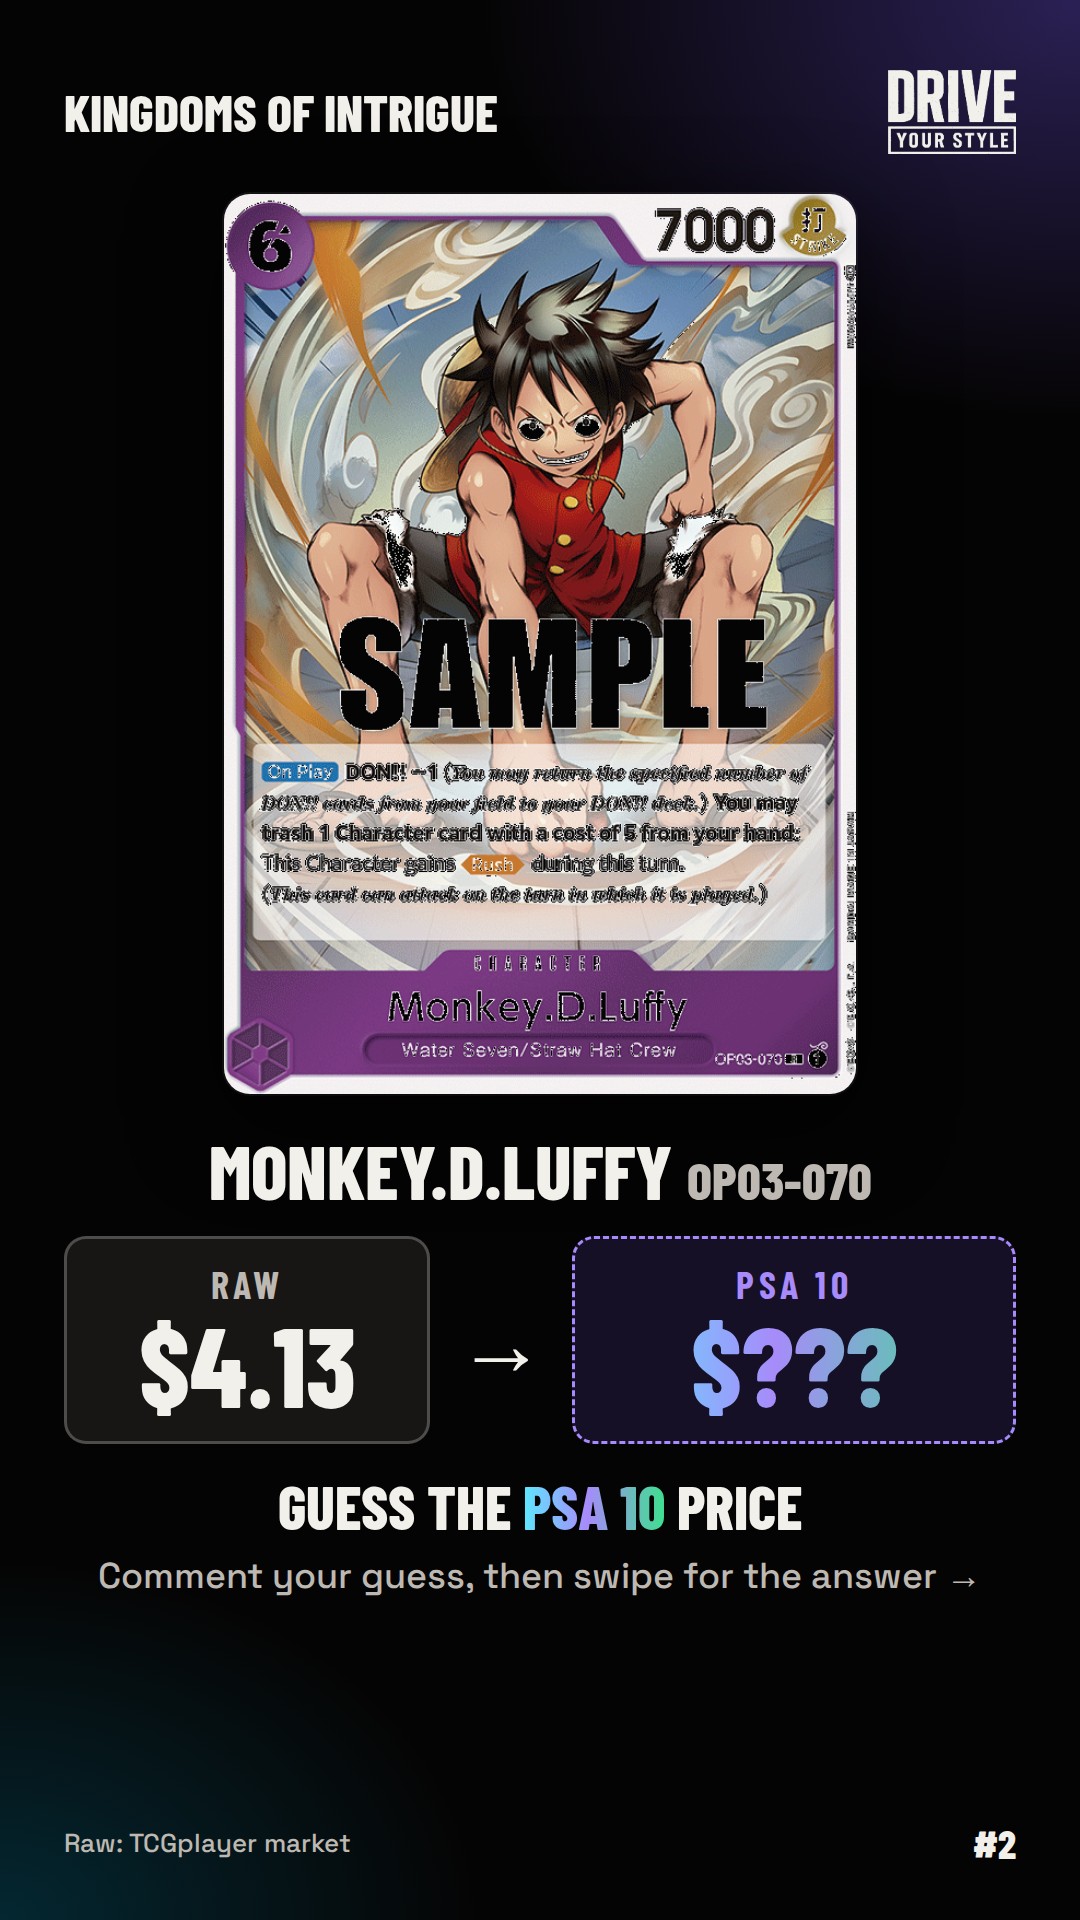 KINGDOMS OF INTRIGUE
DRIVE
YOUR STYLE
6
7000
打
STRIKE
SAMPLE
On Play DON!! −1 (You may return the specified number of
DON!! cards from your field to your DON!! deck.) You may
trash 1 Character card with a cost of 5 from your hand:
This Character gains Rush during this turn.
(This card can attack on the turn in which it is played.)
CHARACTER
Monkey.D.Luffy
Water Seven/Straw Hat Crew
OP03-070
MONKEY.D.LUFFY OP03-070
RAW
$4.13
→
PSA 10
$???
GUESS THE PSA 10 PRICE
Comment your guess, then swipe for the answer →
Raw: TCGplayer market
#2